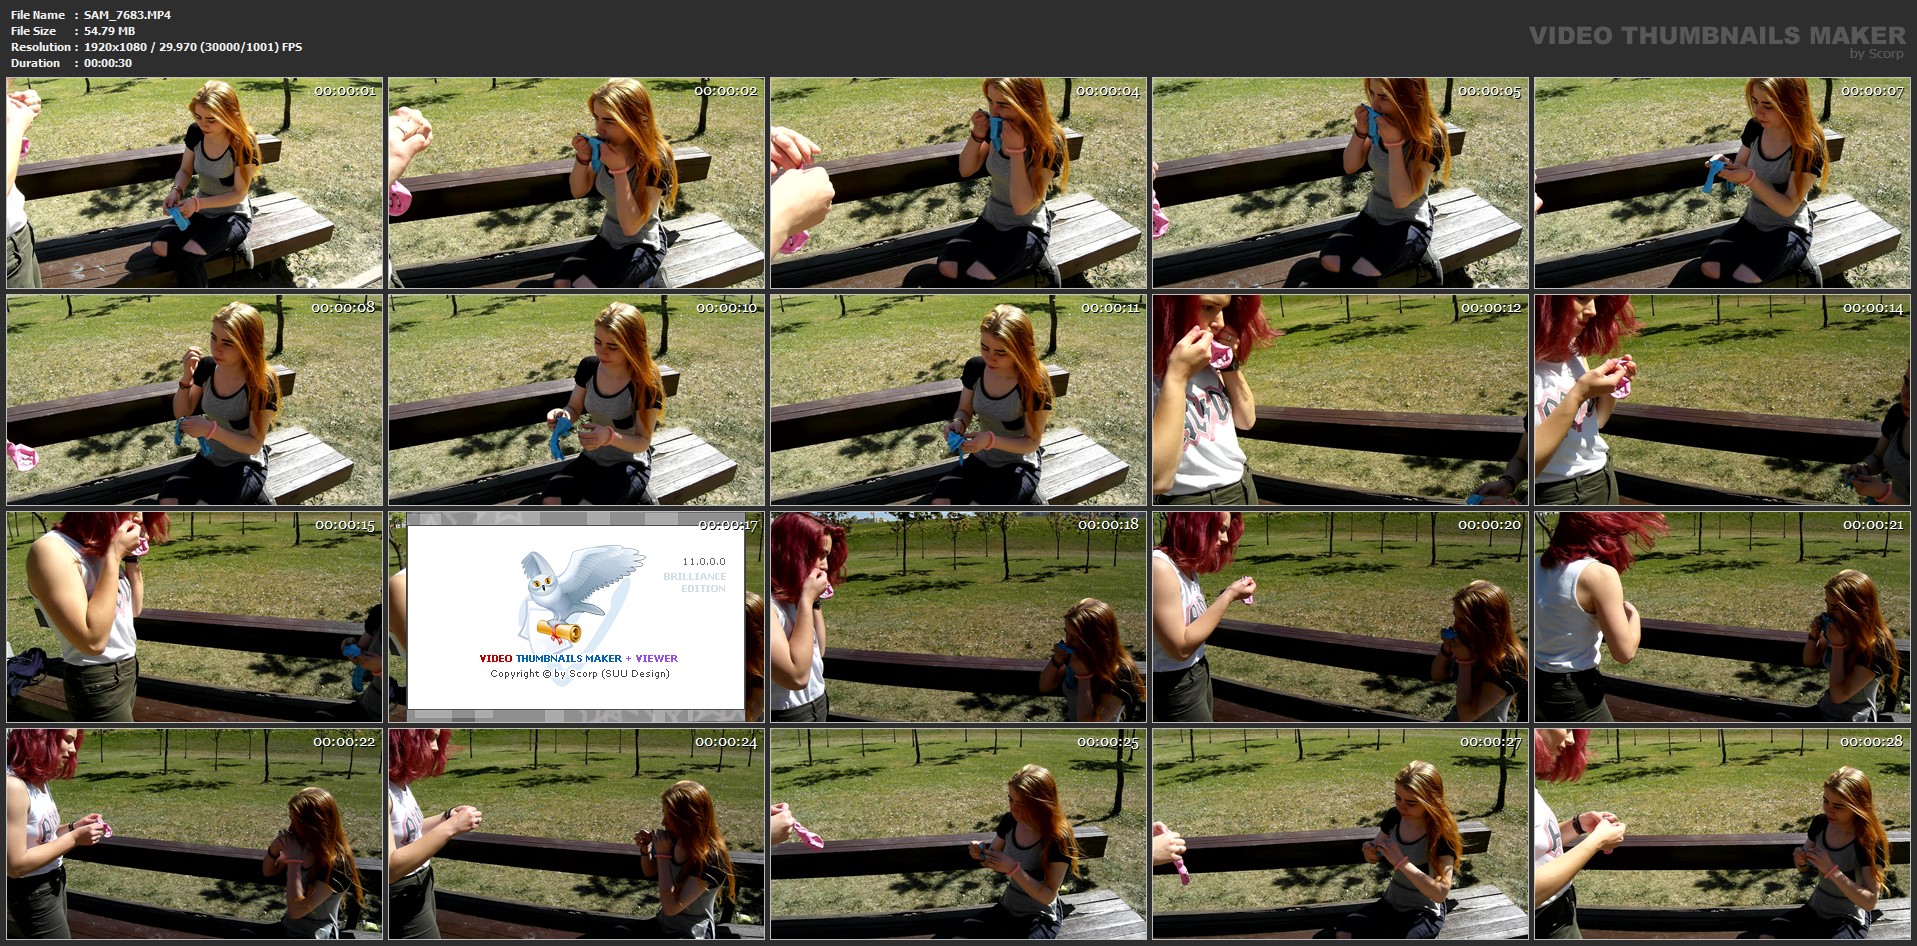 File Name : SAM_7683.MP4
File Size : 54.79 MB
Resolution : 1920x1080 / 29.970 (30000/1001) FPS
Duration : 00:00:30
VIDEO THUMBNAILS MAKER
by Scorp
00:00:01
00:00:02
00:00:04
00:00:05
00:00:07
00:00:08
00:00:10
00:00:11
00:00:12
00:00:14
00:00:15
00:00:17
11.0.0.0
BRILLIANCE
EDITION
VIDEO THUMBNAILS MAKER + VIEWER
Copyright © by Scorp (SUU Design)
00:00:18
00:00:20
00:00:21
00:00:22
00:00:24
00:00:25
00:00:27
00:00:28